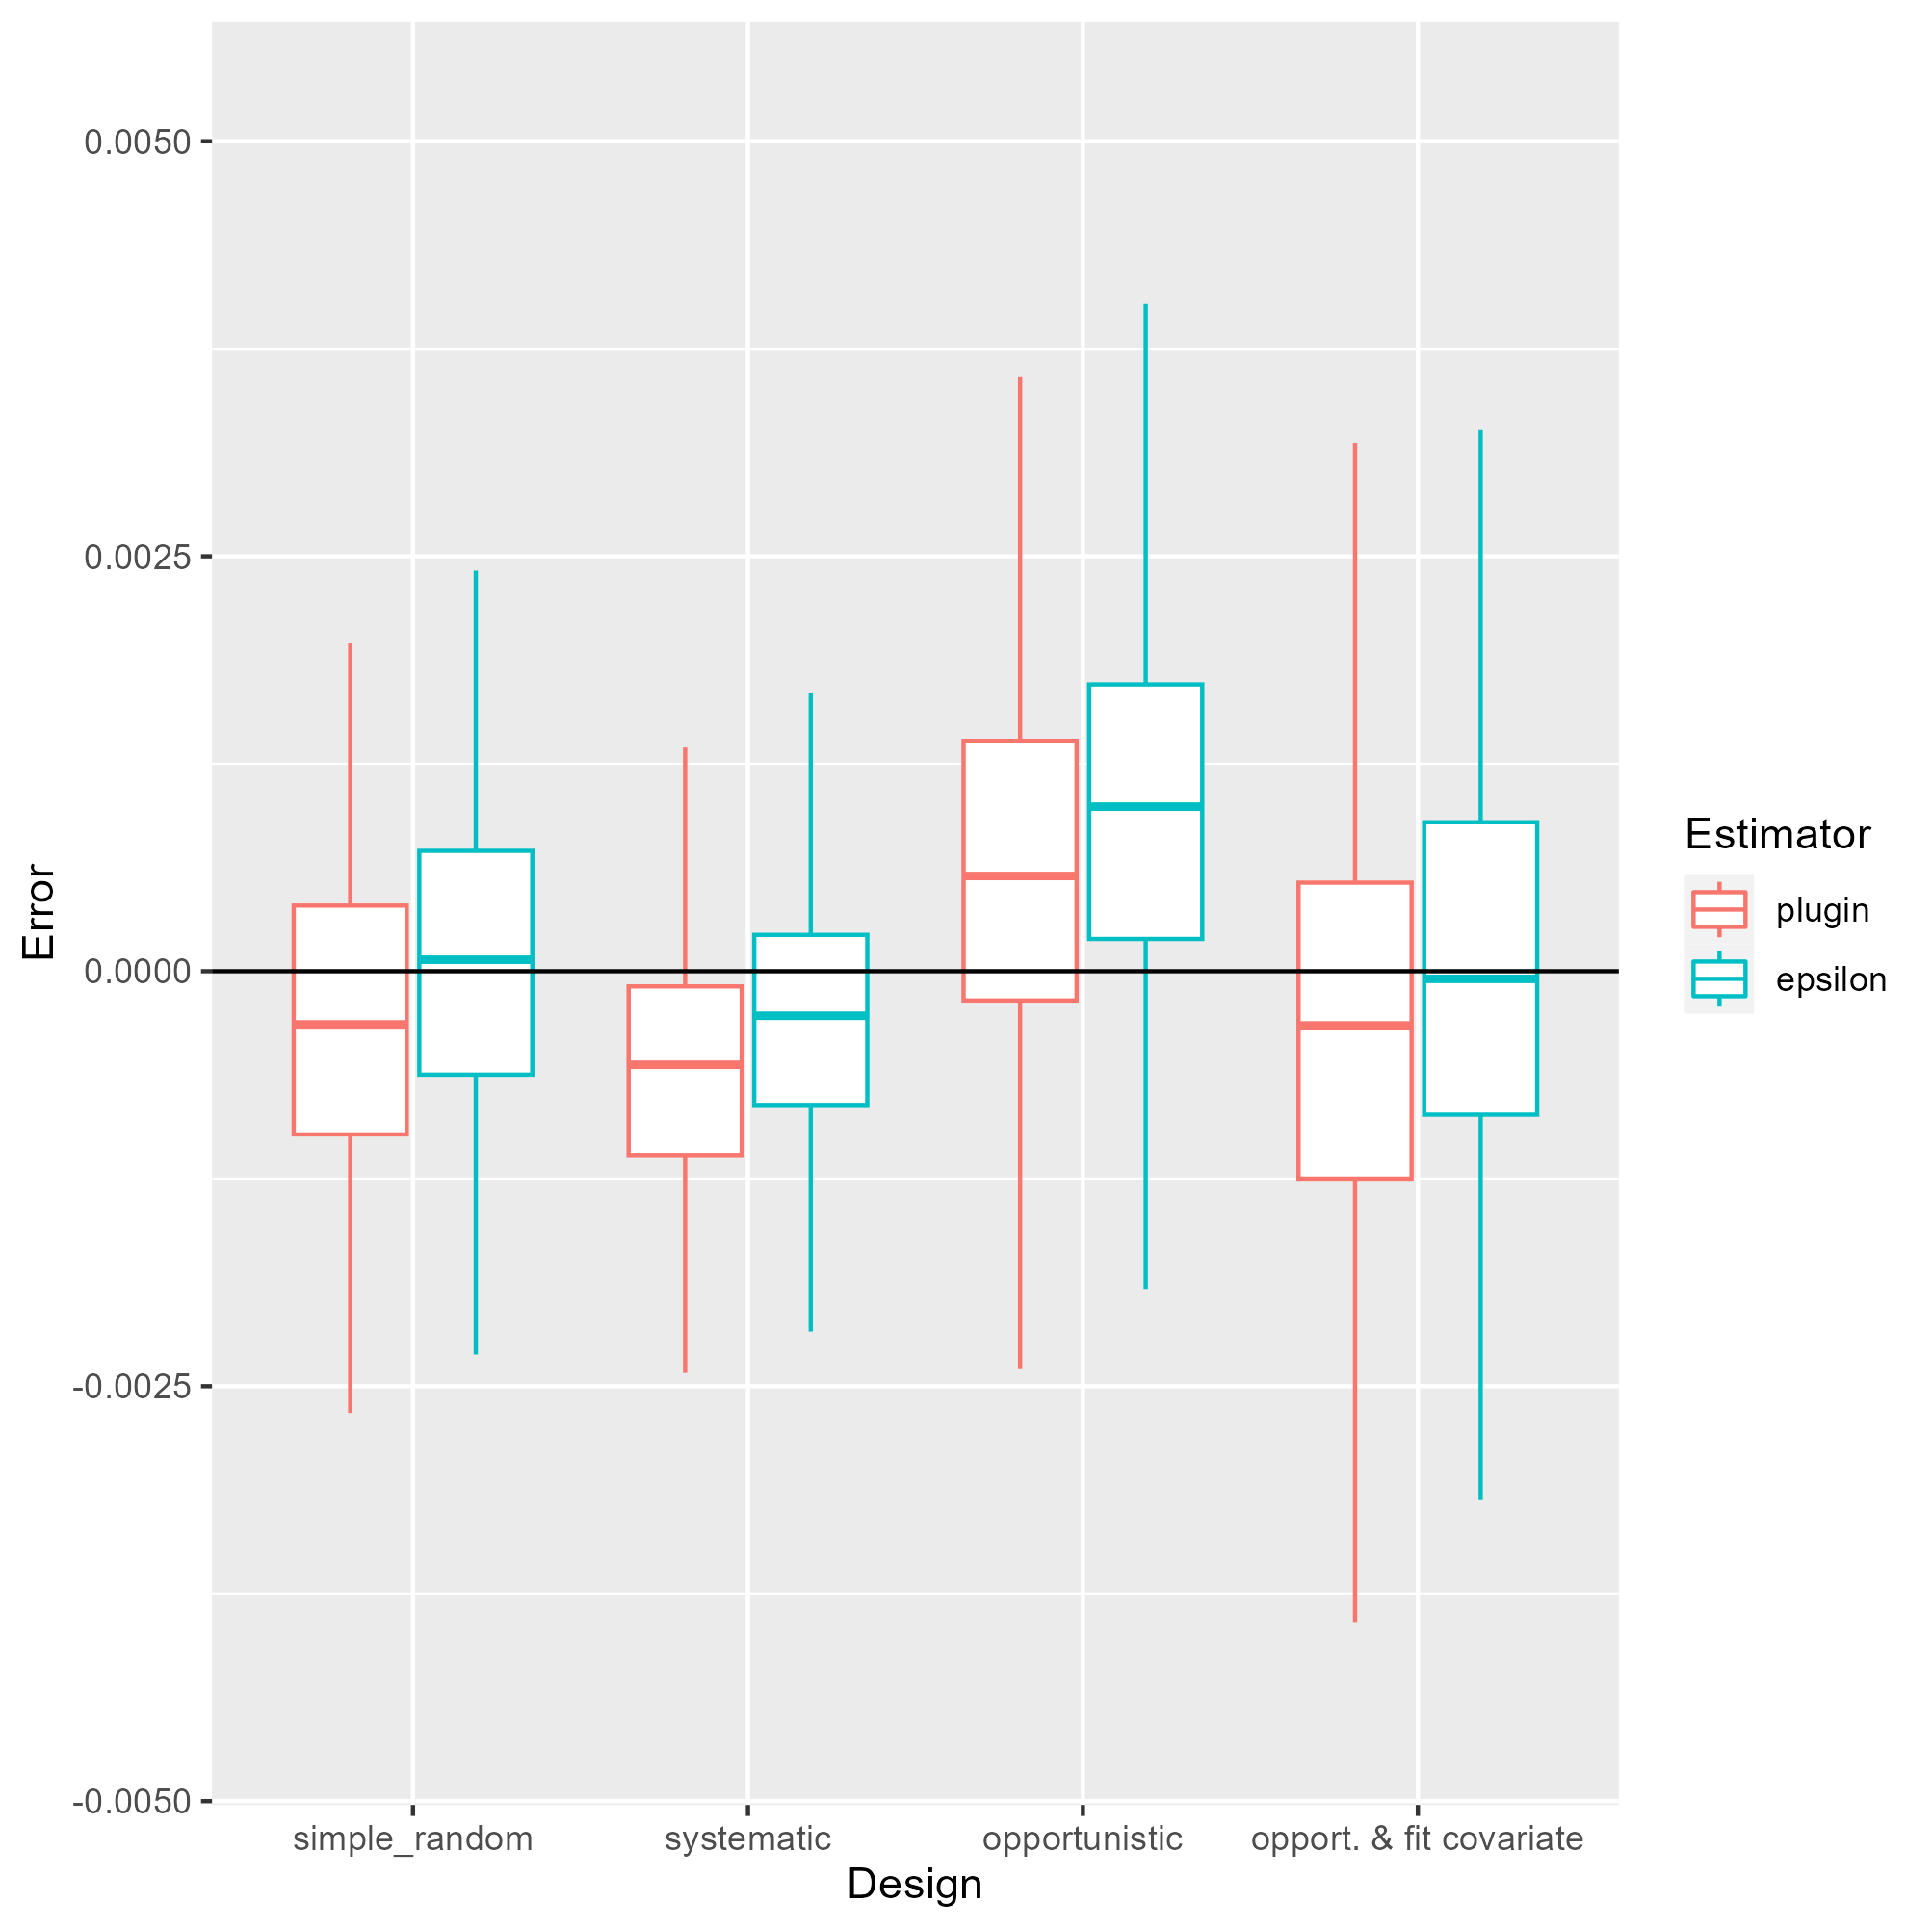 Error
0.0050
0.0025
0.0000
-0.0025
-0.0050
simple_random
systematic
opportunistic
opport. & fit covariate
Design
Estimator
plugin
epsilon